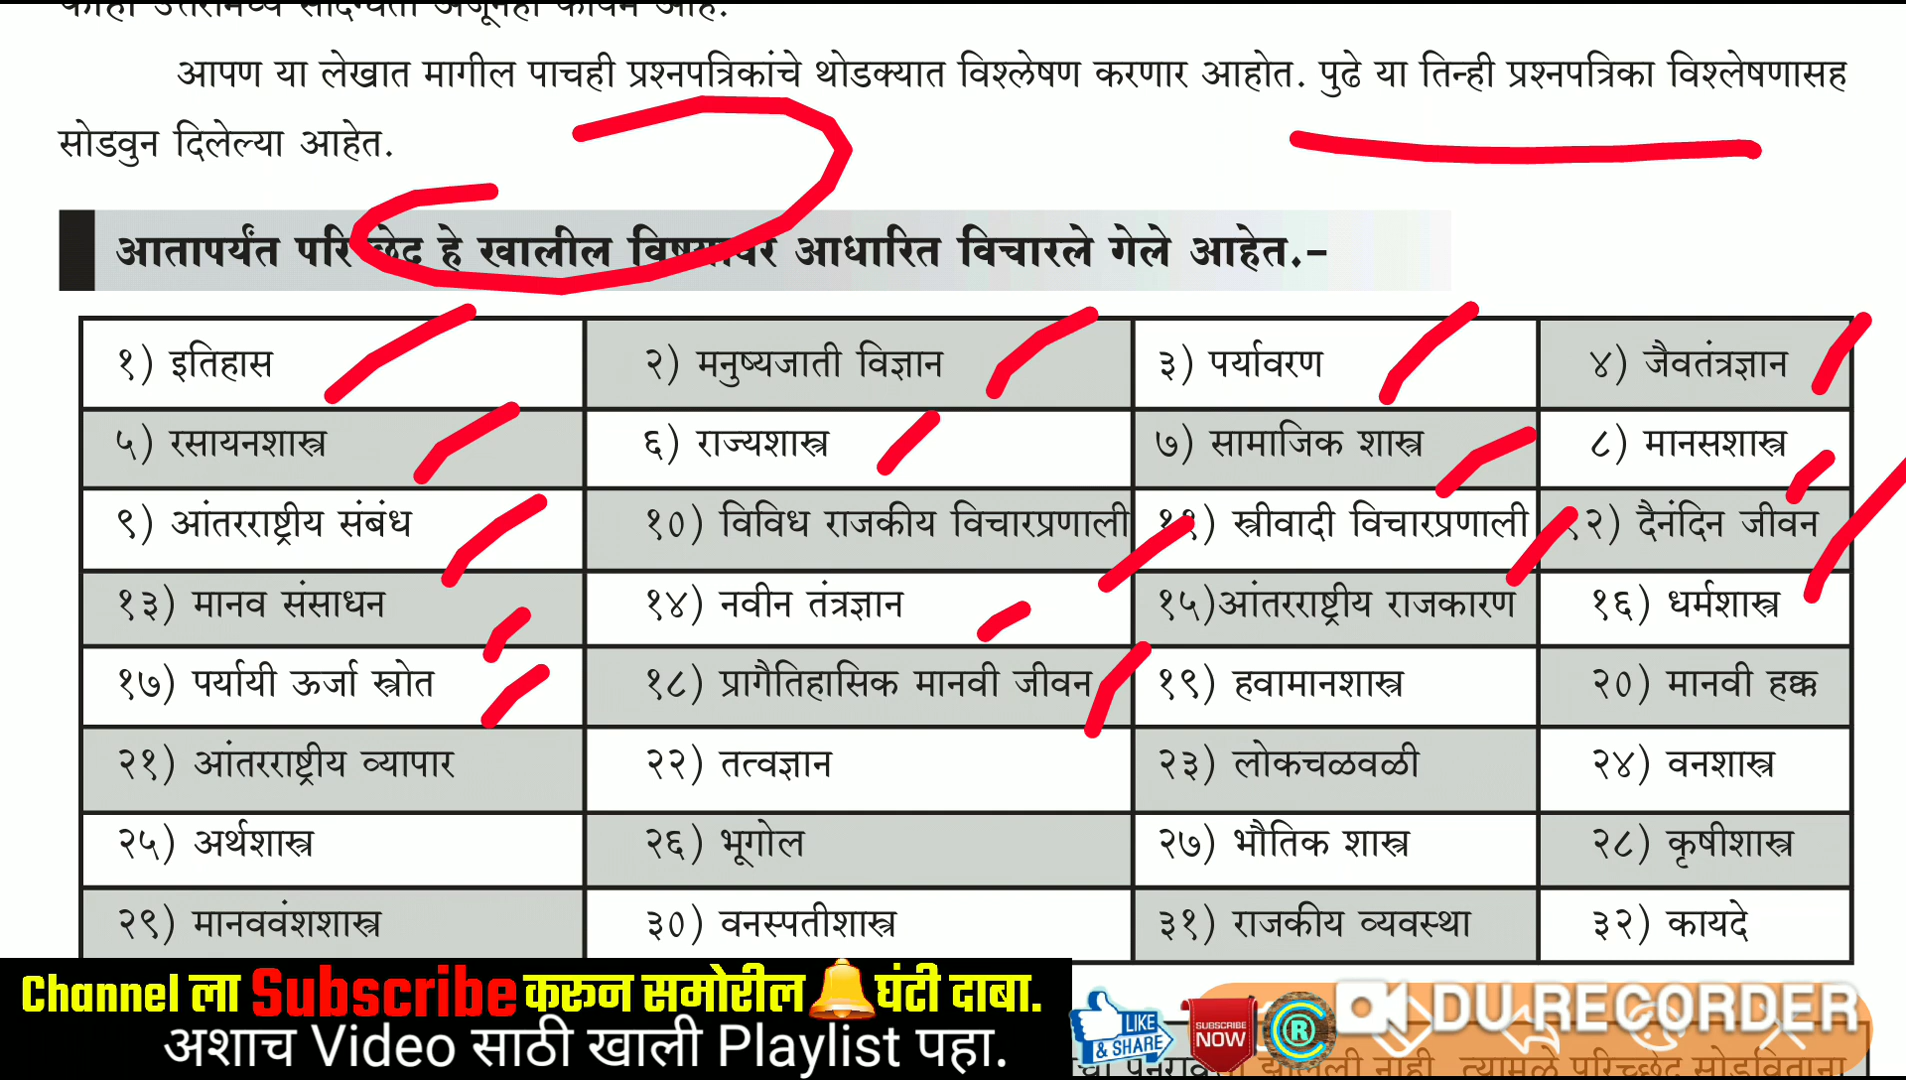 आपण या लेखात मागील पाचही प्रश्नपत्रिकांचे थोडक्यात विश्लेषण करणार आहोत. पुढे या तिन्ही प्रश्नपत्रिका विश्लेषणासह
सोडवुन दिलेल्या आहेत.
आतापर्यंत परिच्छेद हे खालील विषयावर आधारित विचारले गेले आहेत.-
१) इतिहास २) मनुष्यजाती विज्ञान ३) पर्यावरण ४) जैवतंत्रज्ञान
५) रसायनशास्त्र ६) राज्यशास्त्र ७) सामाजिक शास्त्र ८) मानसशास्त्र
९) आंतरराष्ट्रीय संबंध १०) विविध राजकीय विचारप्रणाली ११) स्त्रीवादी विचारप्रणाली १२) दैनंदिन जीवन
१३) मानव संसाधन १४) नवीन तंत्रज्ञान १५)आंतरराष्ट्रीय राजकारण १६) धर्मशास्त्र
१७) पर्यायी ऊर्जा स्त्रोत १८) प्रागैतिहासिक मानवी जीवन १९) हवामानशास्त्र २०) मानवी हक्क
२१) आंतरराष्ट्रीय व्यापार २२) तत्वज्ञान २३) लोकचळवळी २४) वनशास्त्र
२५) अर्थशास्त्र २६) भूगोल २७) भौतिक शास्त्र २८) कृषीशास्त्र
२९) मानववंशशास्त्र ३०) वनस्पतीशास्त्र ३१) राजकीय व्यवस्था ३२) कायदे
Channel ला Subscribe करून समोरील घंटी दाबा.
अशाच Video साठी खाली Playlist पहा.
LIKE
& SHARE
SUBSCRIBE
NOW
®
DU RECORDER
नाही. त्यामुळे परिच्छेद सोडविताना